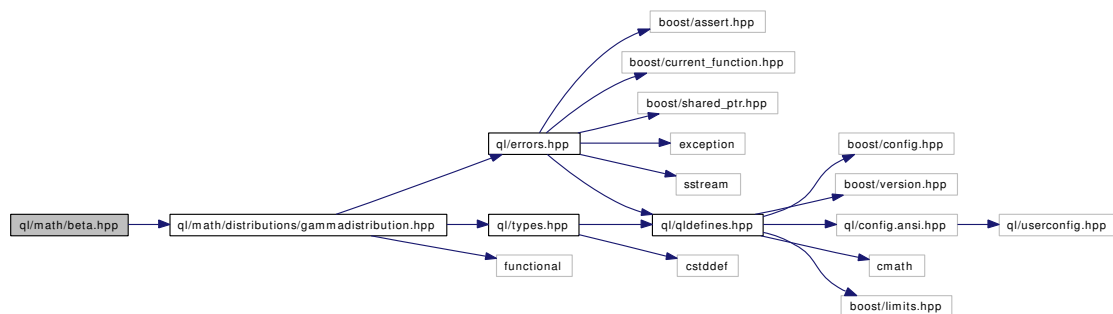 boost/assert.hpp
boost/current_function.hpp
boost/shared_ptr.hpp
ql/errors.hpp
exception
boost/config.hpp
sstream
boost/version.hpp
ql/math/beta.hpp
ql/math/distributions/gammadistribution.hpp
ql/types.hpp
ql/qldefines.hpp
ql/config.ansi.hpp
ql/userconfig.hpp
functional
cstddef
cmath
boost/limits.hpp